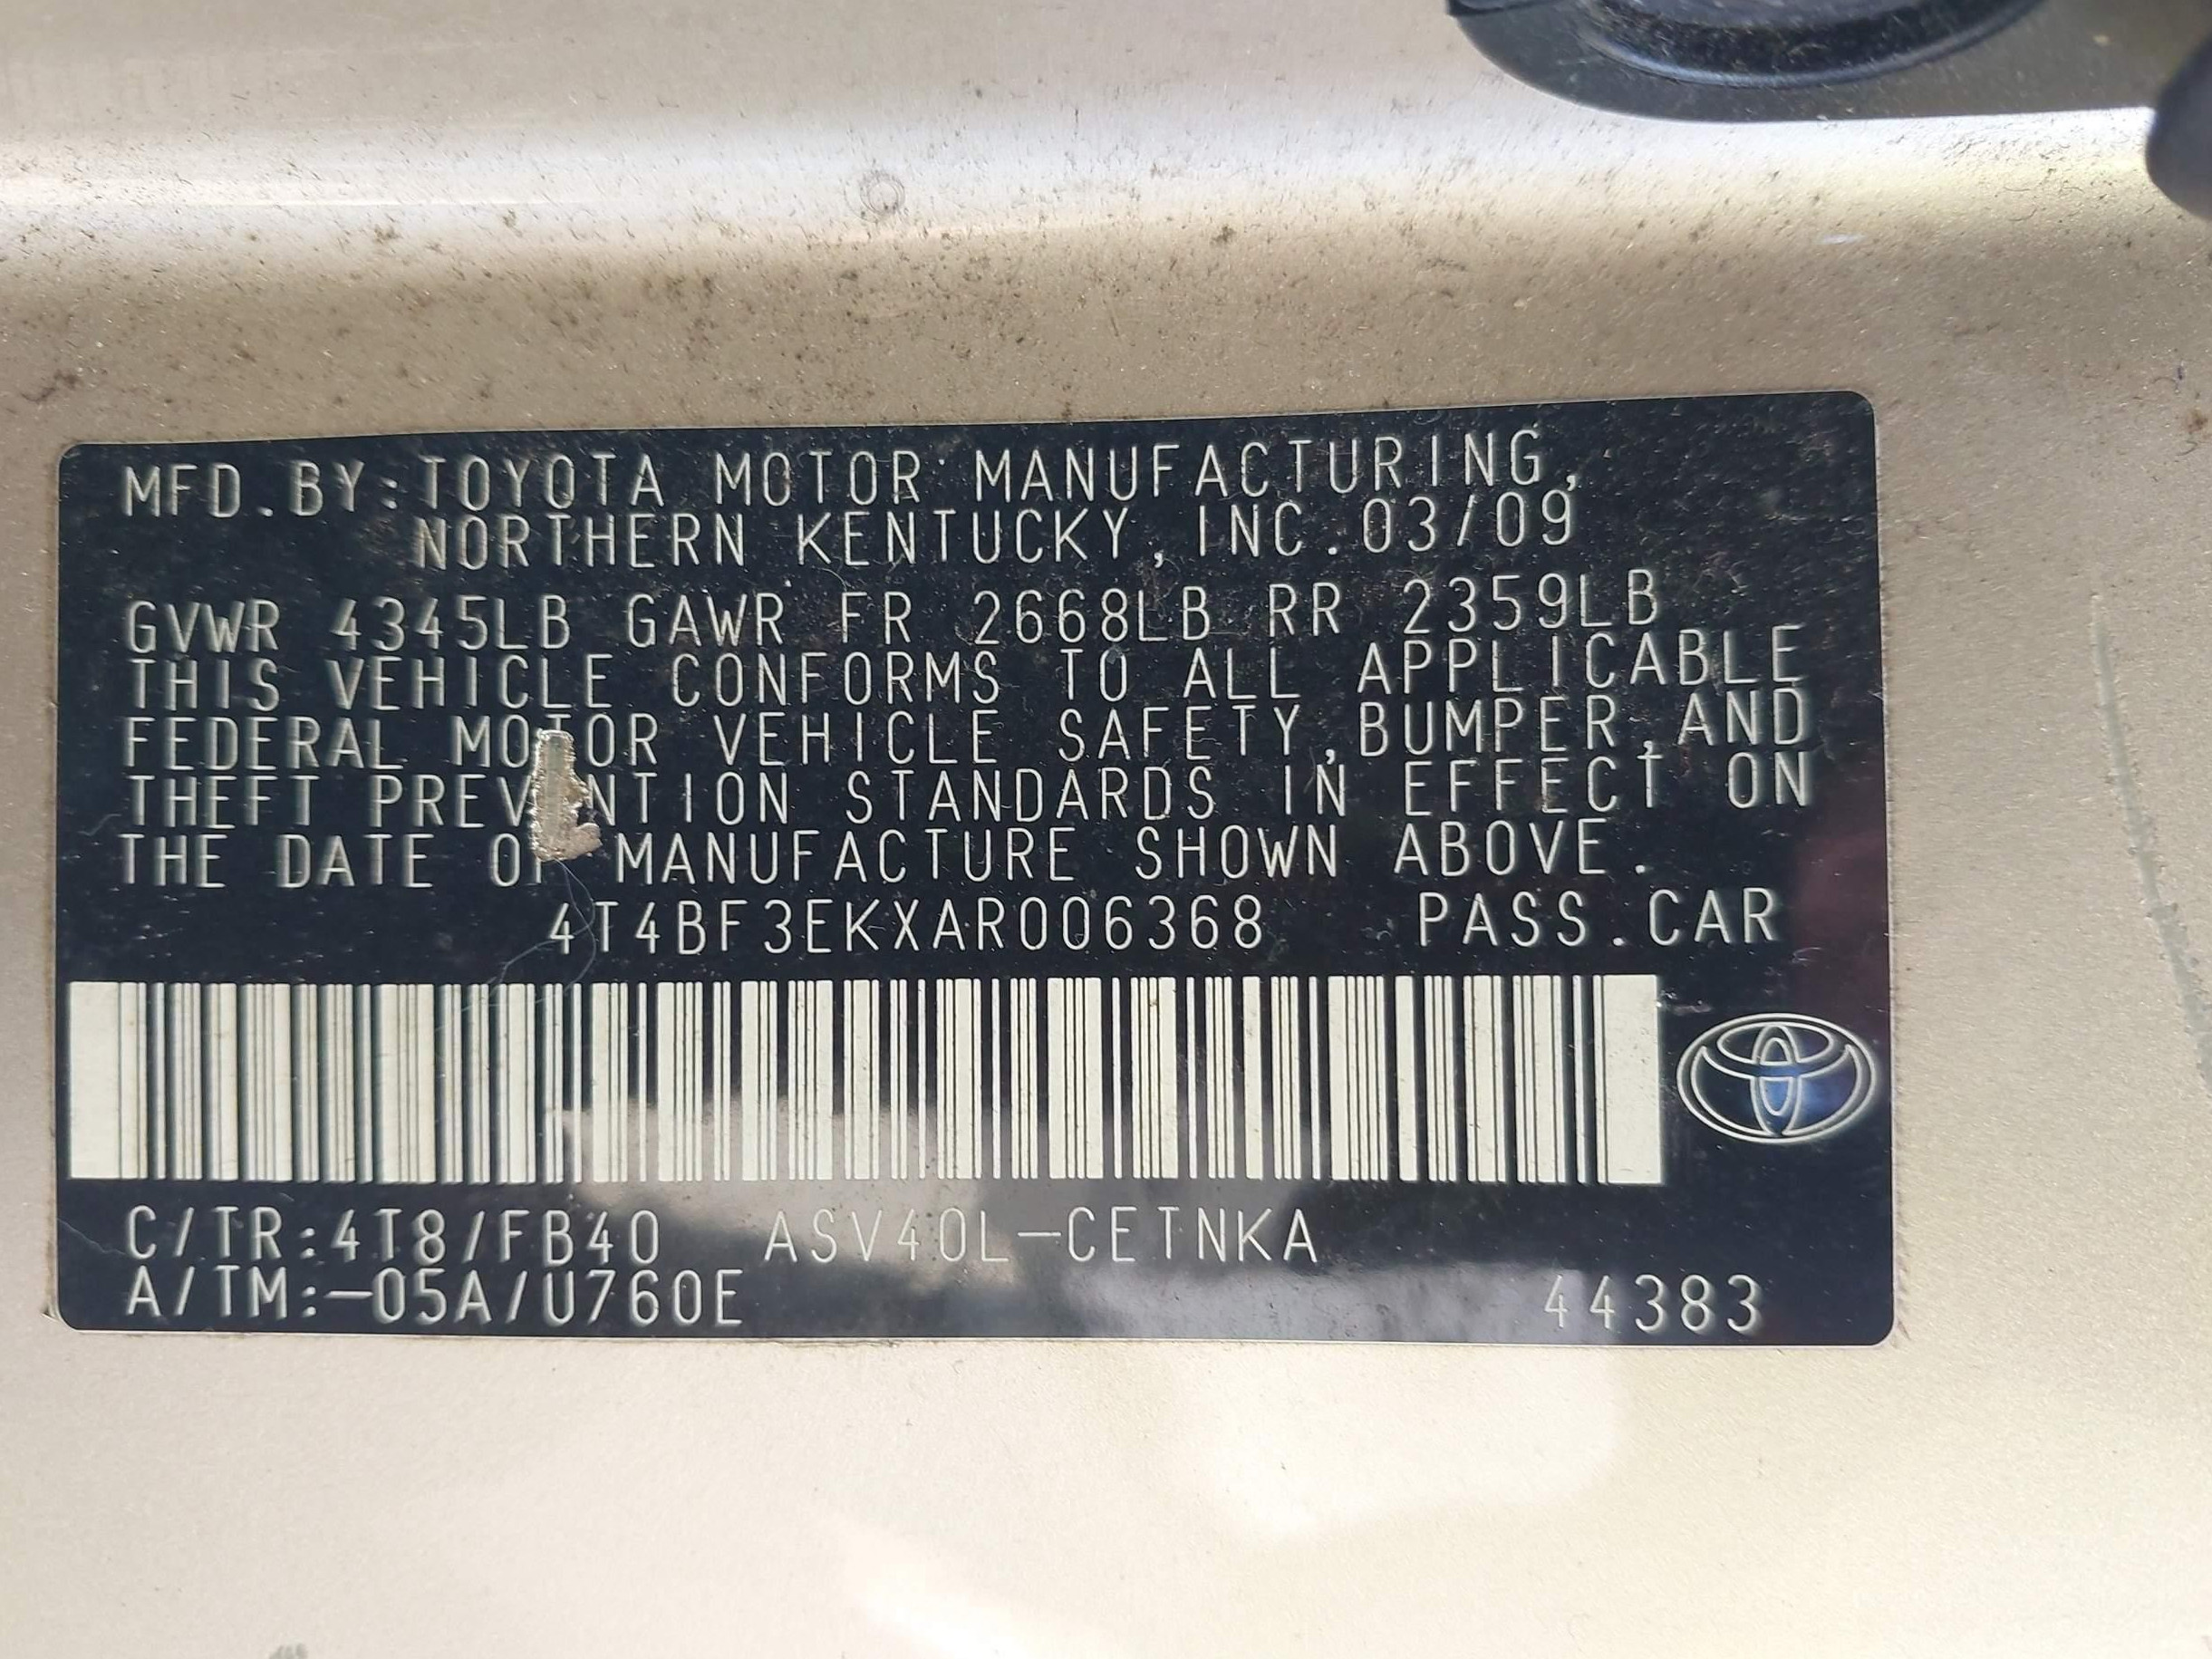 MFD.BY:TOYOTA MOTOR MANUFACTURING,
NORTHERN KENTUCKY, INC.03/09
GVWR 4345LB GAWR FR 2668LB RR 2359LB
THIS VEHICLE CONFORMS TO ALL APPLICABLE
FEDERAL MOTOR VEHICLE SAFETY,BUMPER,AND
THEFT PREVENTION STANDARDS IN EFFECT ON
THE DATE OF MANUFACTURE SHOWN ABOVE.
4T4BF3EKXAR006368 PASS.CAR
C/TR:4T8/FB40 ASV40L-CETNKA
A/TM:-05A/U760E 44383